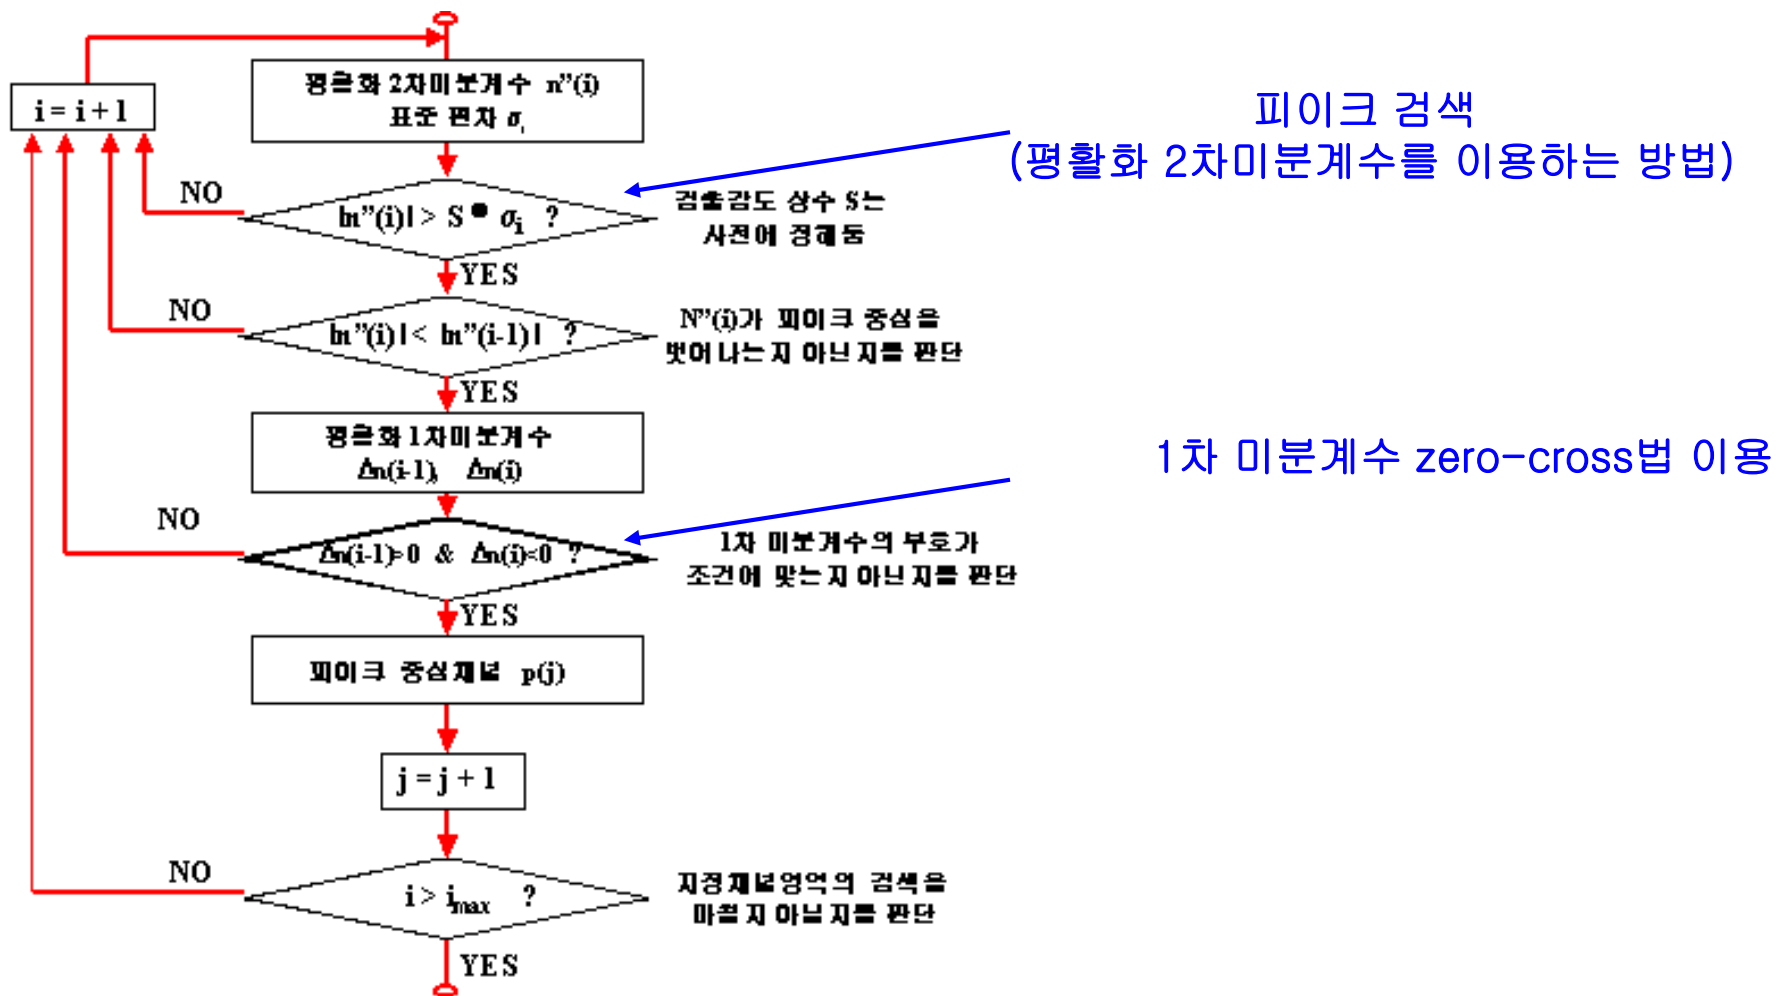 평활화 2차미분계수 n”(i)
표준 편차 σi
i = i + 1
피이크 검색
(평활화 2차미분계수를 이용하는 방법)
NO
|n”(i)| > S ● σi ?
검출감도 상수 S는
사전에 정해둠
YES
NO
|n”(i)| < |n”(i-1)| ?
N”(i)가 피이크 중심을
벗어나는지 아닌지를 판단
YES
평활화 1차미분계수
Δn(i-1), Δn(i)
1차 미분계수 zero-cross법 이용
NO
Δn(i-1)>0 & Δn(i)<0 ?
1차 미분계수의 부호가
조건에 맞는지 아닌지를 판단
YES
피이크 중심채널 p(j)
j = j + 1
NO
i > imax ?
지정채널영역의 검색을
마칠지 아닐지를 판단
YES